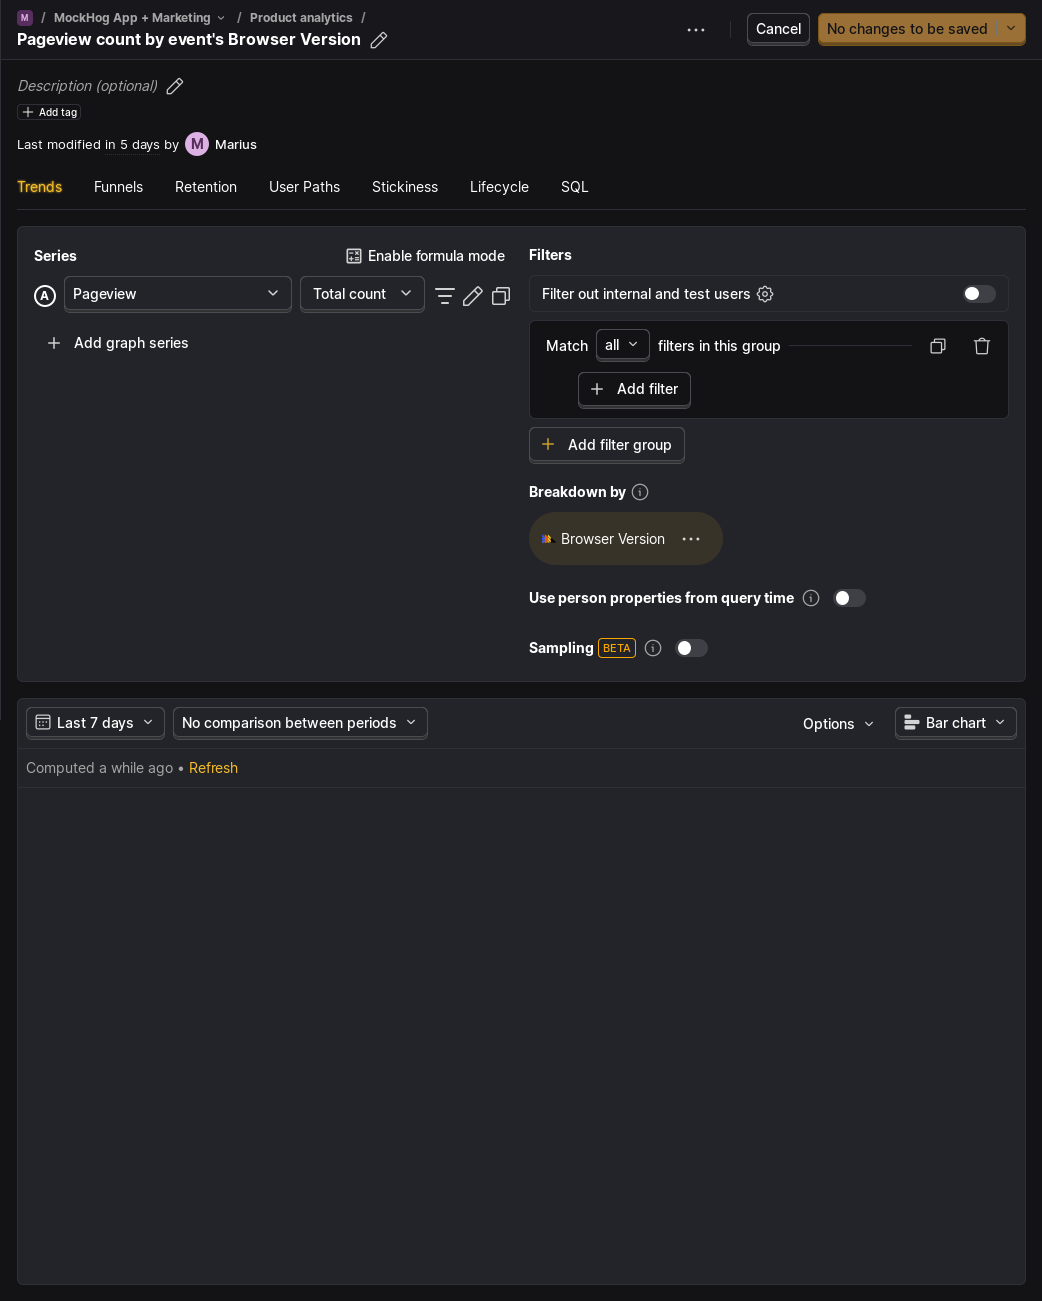 M / MockHog App + Marketing / Product analytics /
Pageview count by event's Browser Version
Cancel
No changes to be saved
Description (optional)
Add tag
Last modified in 5 days by M Marius
Trends Funnels Retention User Paths Stickiness Lifecycle SQL
Series
Enable formula mode
A Pageview Total count
Add graph series
Filters
Filter out internal and test users
Match all filters in this group
Add filter
Add filter group
Breakdown by
Browser Version
Use person properties from query time
Sampling BETA
Last 7 days No comparison between periods Options Bar chart
Computed a while ago • Refresh